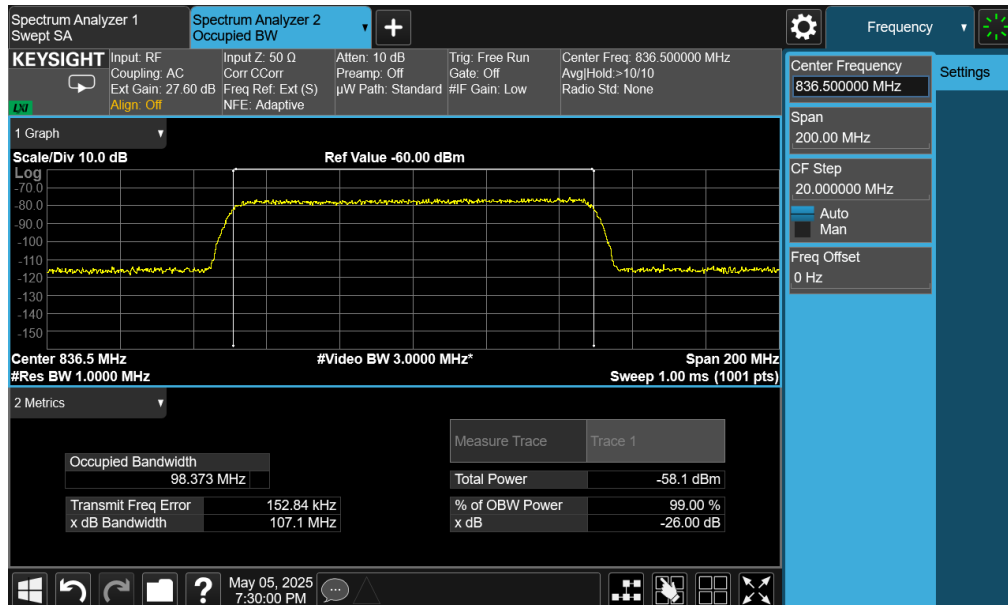 Spectrum Analyzer 1
Swept SA
Spectrum Analyzer 2
Occupied BW
▼
+
Frequency
▼
KEYSIGHT
LXI
Input: RF
Coupling: AC
Ext Gain: 27.60 dB
Align: Off
Input Z: 50 Ω
Corr CCorr
Freq Ref: Ext (S)
NFE: Adaptive
Atten: 10 dB
Preamp: Off
µW Path: Standard
Trig: Free Run
Gate: Off
#IF Gain: Low
Center Freq: 836.500000 MHz
Avg|Hold:>10/10
Radio Std: None
Center Frequency
836.500000 MHz
Settings
Span
200.00 MHz
CF Step
20.000000 MHz
Auto
Man
Freq Offset
0 Hz
1 Graph ▼
Scale/Div 10.0 dB
Ref Value -60.00 dBm
Log
-70.0
-80.0
-90.0
-100
-110
-120
-130
-140
-150
Center 836.5 MHz
#Video BW 3.0000 MHz*
Span 200 MHz
#Res BW 1.0000 MHz
Sweep 1.00 ms (1001 pts)
2 Metrics ▼
Measure Trace Trace 1
Occupied Bandwidth
98.373 MHz
Total Power -58.1 dBm
Transmit Freq Error 152.84 kHz
% of OBW Power 99.00 %
x dB Bandwidth 107.1 MHz
x dB -26.00 dB
?
May 05, 2025
7:30:00 PM